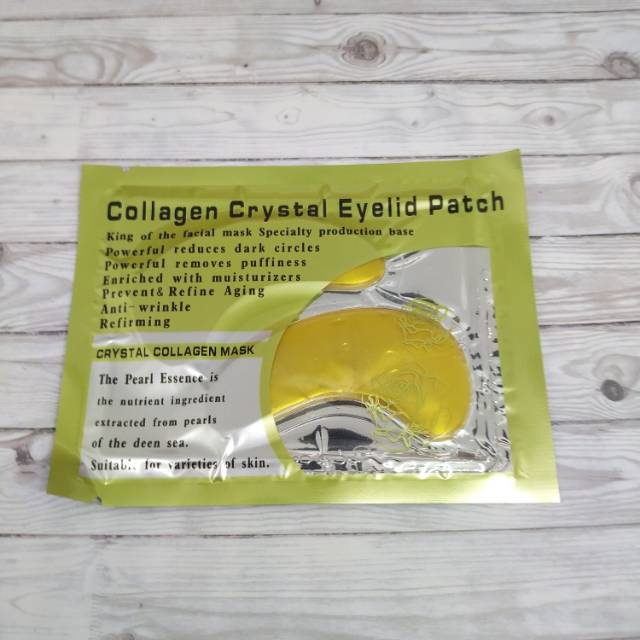 Collagen Crystal Eyelid Patch
King of the facial mask Specialty production base
Powerful reduces dark circles
Powerful removes puffiness
Enriched with muisturizers
Prevent & Refine Aging
Anti-wrinkle
Refirming
CRYSTAL COLLAGEN MASK
The Pearl Essence is
the nutrient ingredient
extracted from pearls
of the deen sea.
Suitable for varieties of skin.